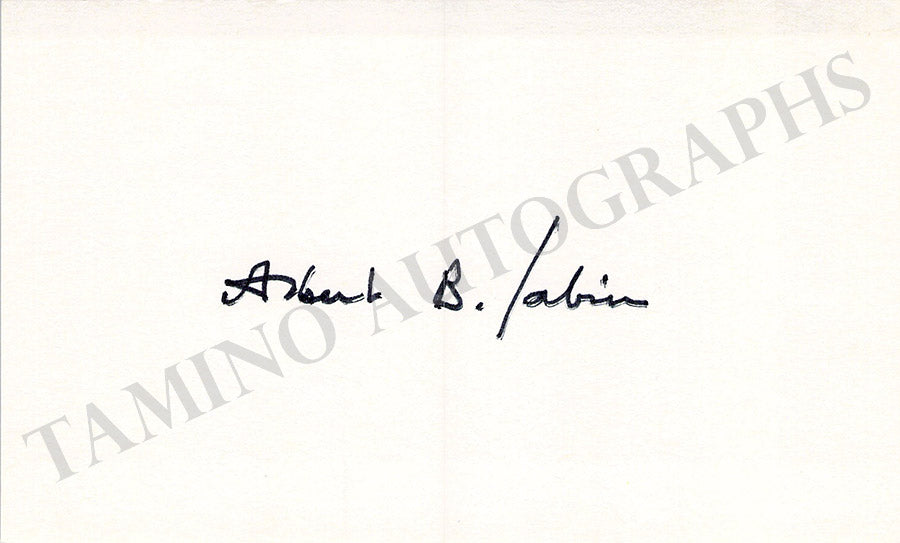 TAMINO AUTOGRAPHS
Albert B. Sabin